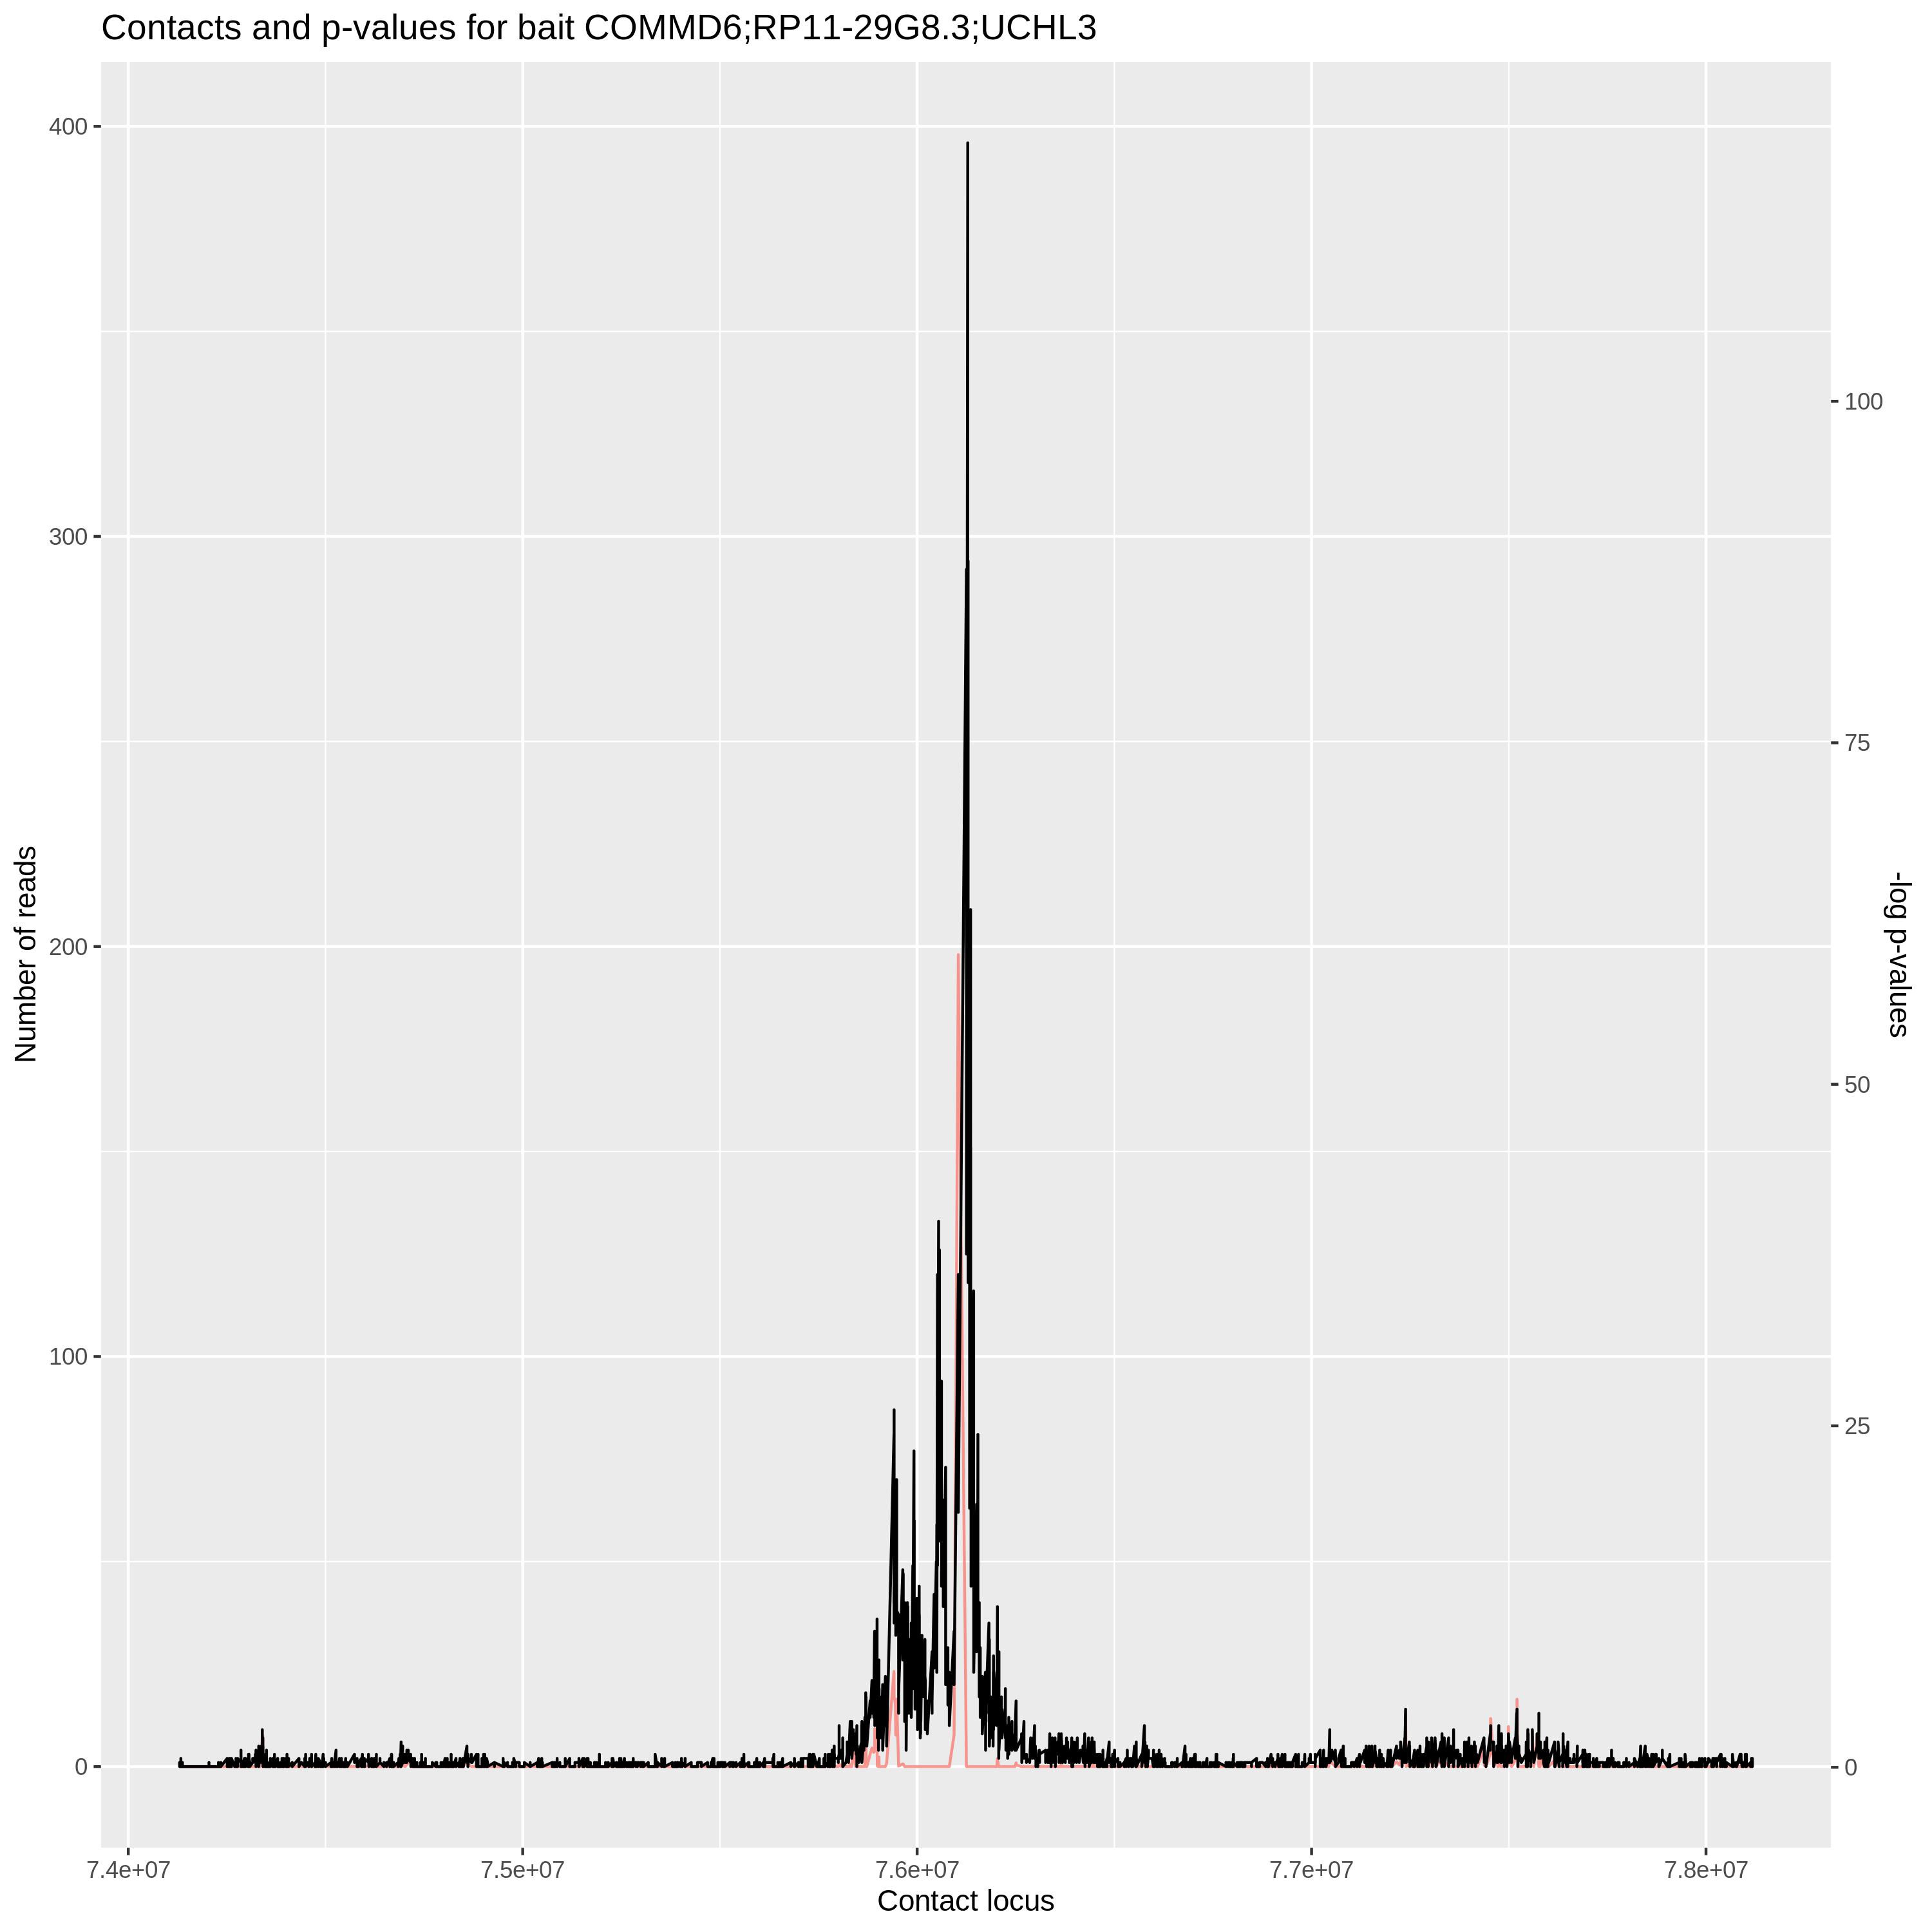 Contacts and p-values for bait COMMD6;RP11-29G8.3;UCHL3
400
300
200
100
0
Number of reads
100
75
50
25
0
-log p-values
7.4e+07 7.5e+07 7.6e+07 7.7e+07 7.8e+07
Contact locus